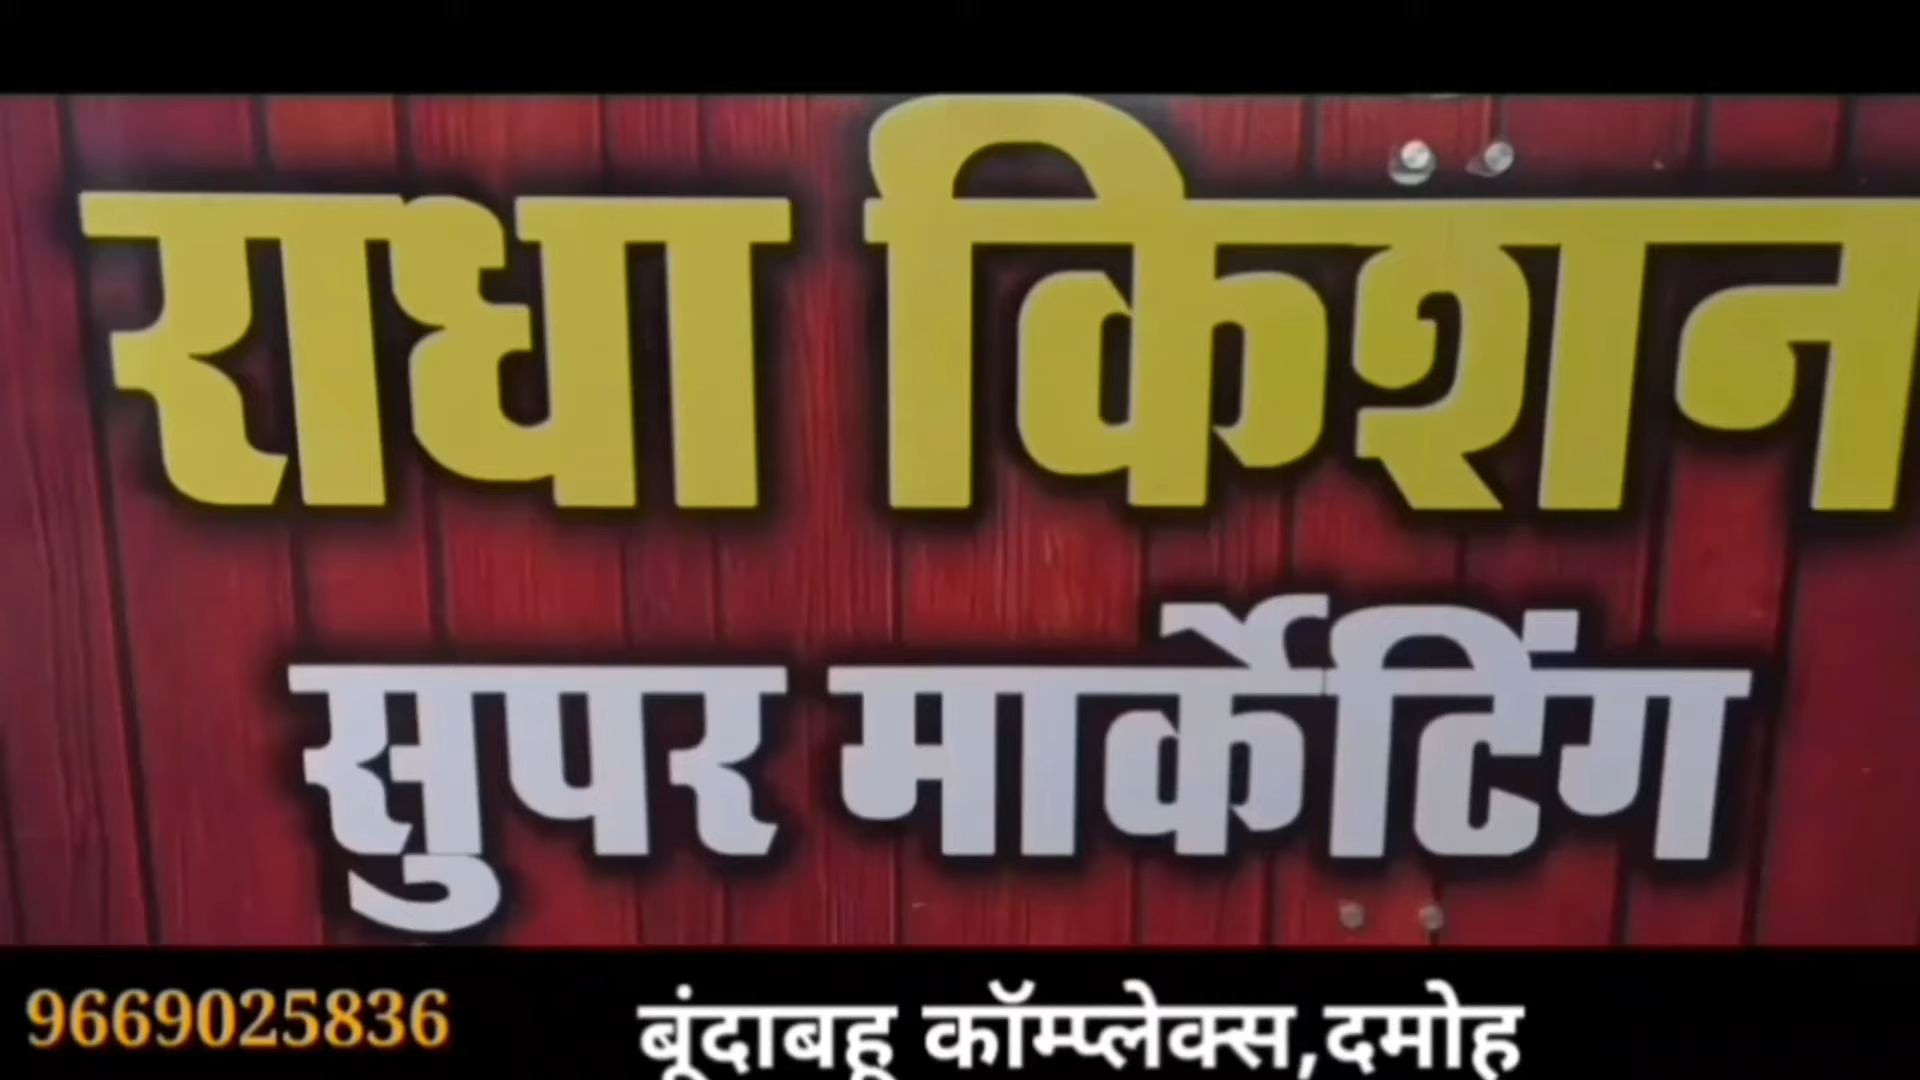 राधा किशन
सुपर मार्केटिंग
9669025836 बूंदाबहू कॉम्प्लेक्स,दमोह